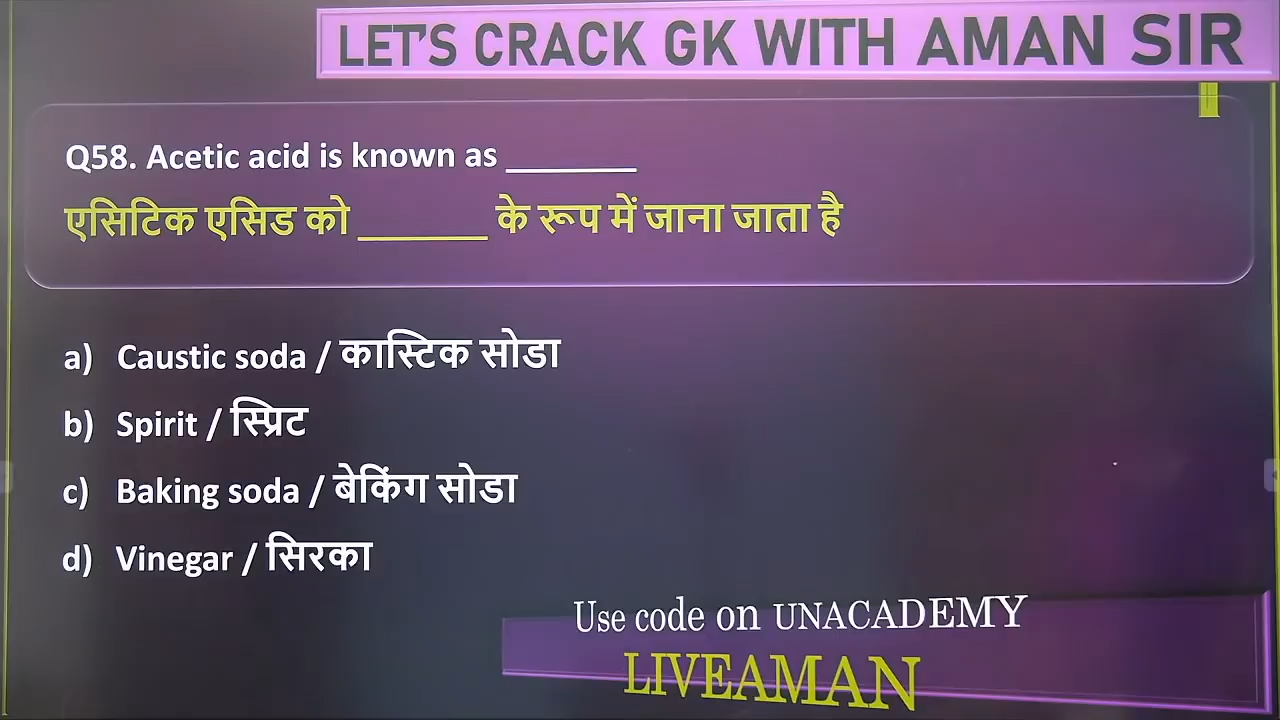 LET'S CRACK GK WITH AMAN SIR
Q58. Acetic acid is known as ________
एसिटिक एसिड को ________ के रूप में जाना जाता है
a) Caustic soda / कास्टिक सोडा
b) Spirit / स्प्रिट
c) Baking soda / बेकिंग सोडा
d) Vinegar / सिरका
Use code on UNACADEMY
LIVEAMAN